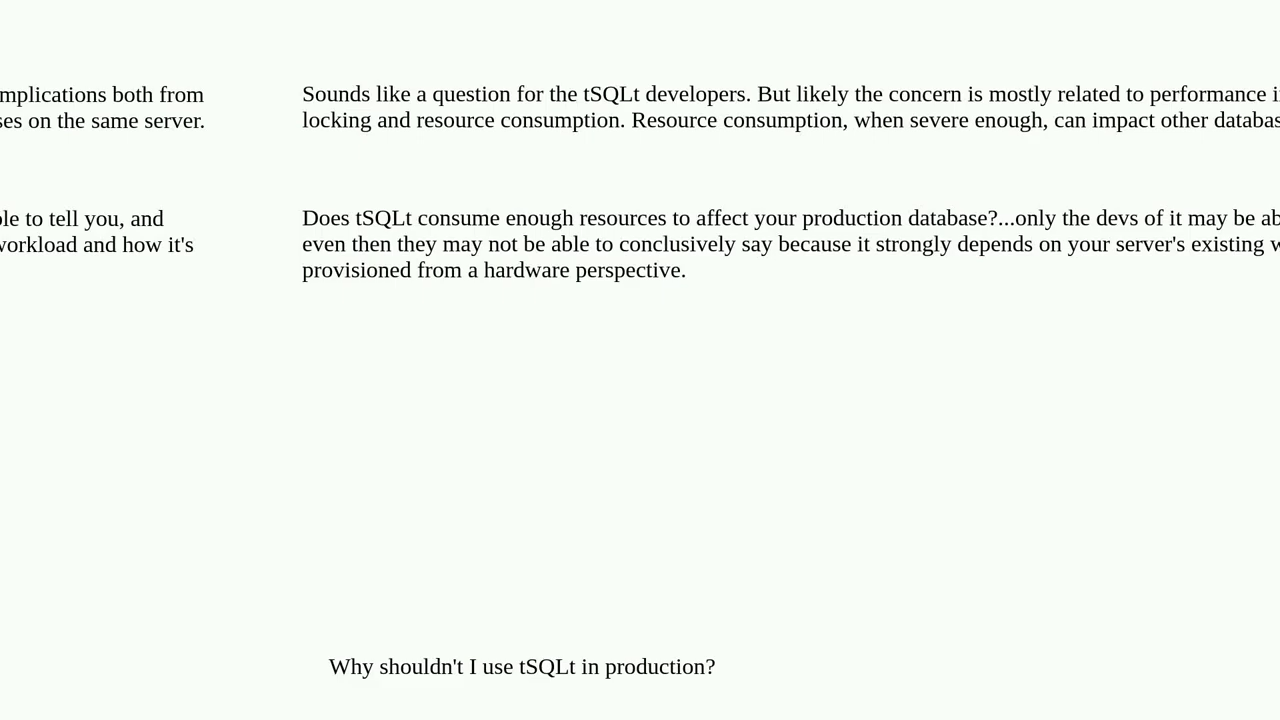 mplications both from
ses on the same server.
ole to tell you, and
workload and how it's
Sounds like a question for the tSQLt developers. But likely the concern is mostly related to performance i
locking and resource consumption. Resource consumption, when severe enough, can impact other databas
Does tSQLt consume enough resources to affect your production database?...only the devs of it may be ab
even then they may not be able to conclusively say because it strongly depends on your server's existing w
provisioned from a hardware perspective.
Why shouldn't I use tSQLt in production?